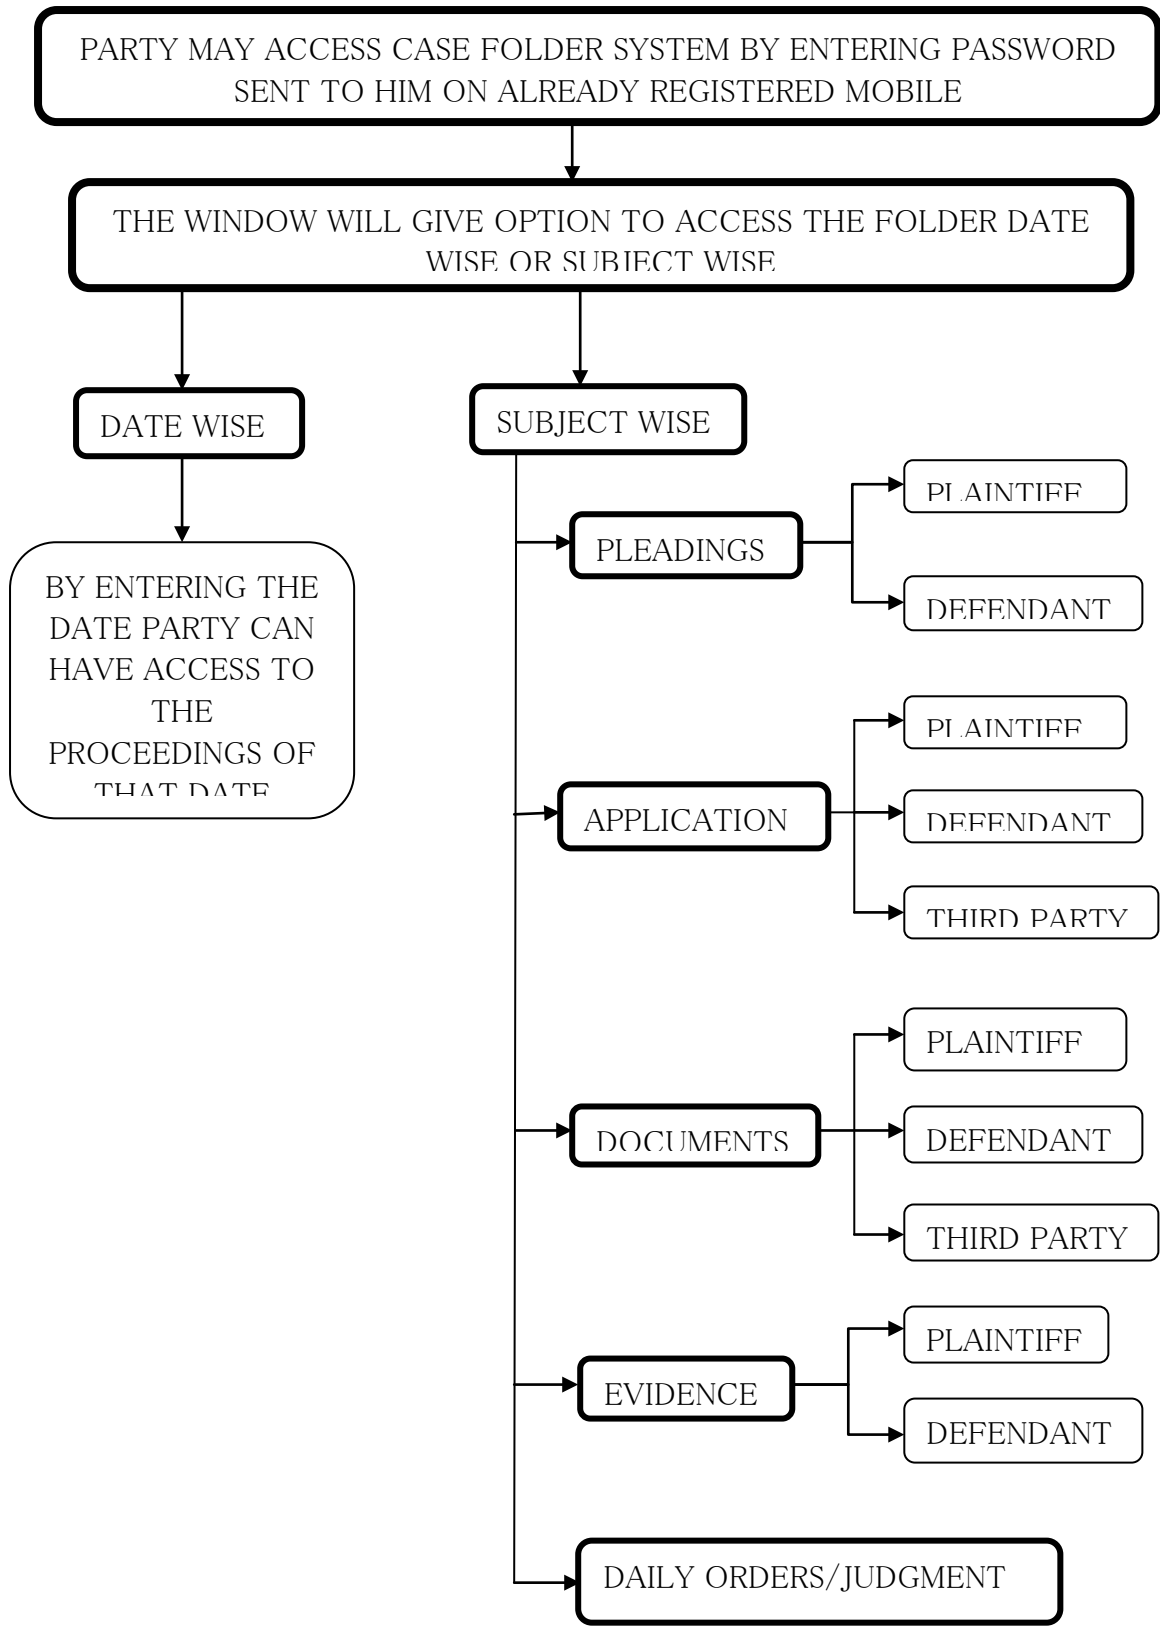 PARTY MAY ACCESS CASE FOLDER SYSTEM BY ENTERING PASSWORD
SENT TO HIM ON ALREADY REGISTERED MOBILE
THE WINDOW WILL GIVE OPTION TO ACCESS THE FOLDER DATE
WISE OR SUBJECT WISE
DATE WISE
BY ENTERING THE
DATE PARTY CAN
HAVE ACCESS TO
THE
PROCEEDINGS OF
THAT DATE
SUBJECT WISE
PLEADINGS
PLAINTIFF
DEFENDANT
APPLICATION
PLAINTIFF
DEFENDANT
THIRD PARTY
DOCUMENTS
PLAINTIFF
DEFENDANT
THIRD PARTY
EVIDENCE
PLAINTIFF
DEFENDANT
DAILY ORDERS/JUDGMENT